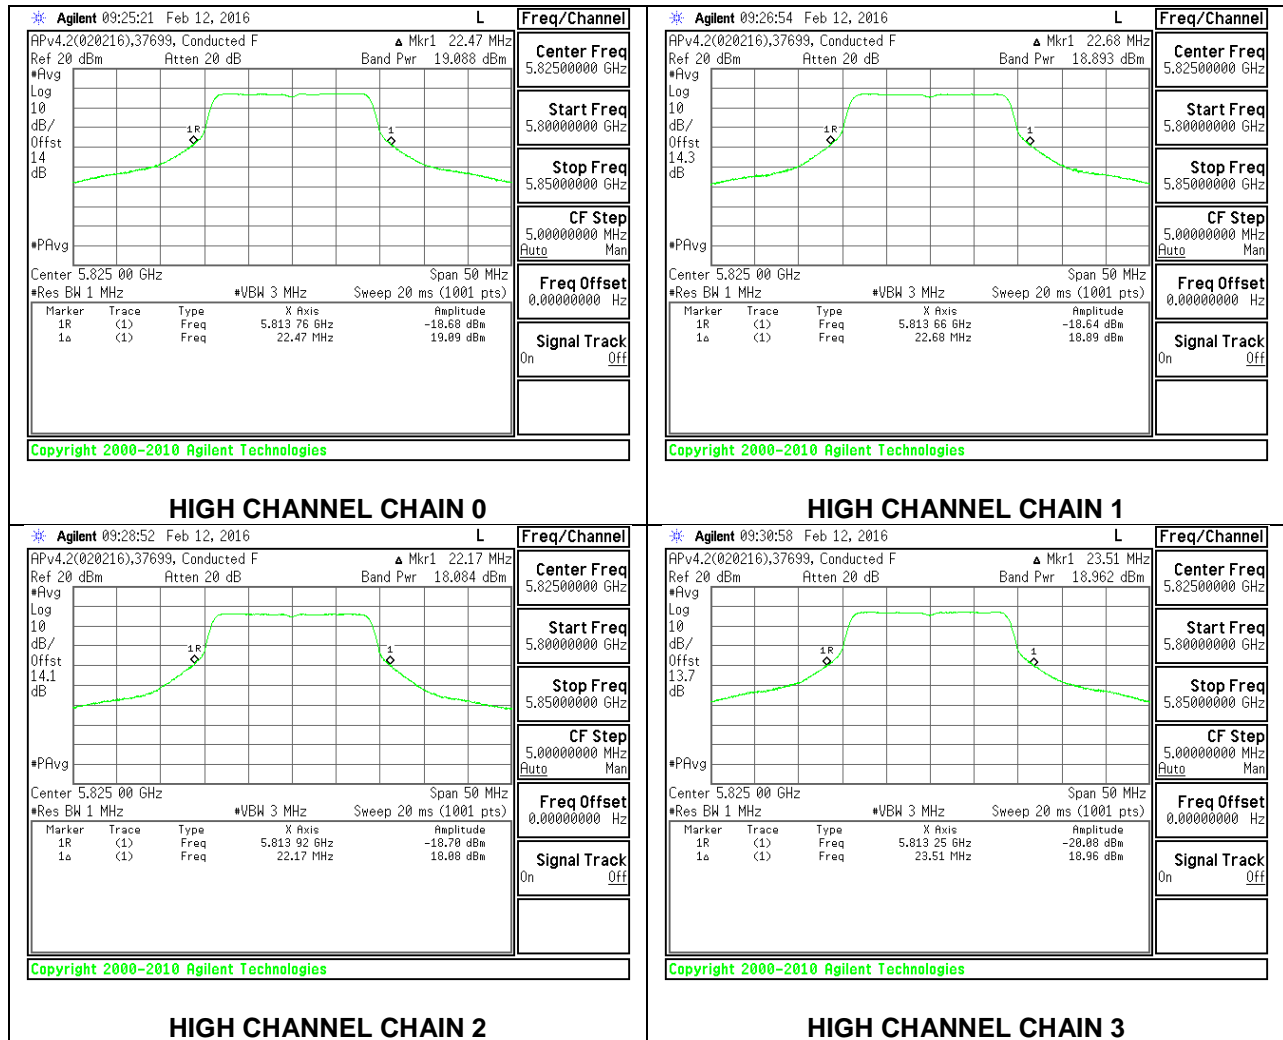 Agilent 09:25:21 Feb 12, 2016 L Freq/Channel
APv4.2(020216),37699, Conducted F Δ Mkr1 22.47 MHz
Ref 20 dBm Atten 20 dB Band Pwr 19.088 dBm
#Avg
Log
10
dB/
Offst
14
dB
1R
1
#PAvg
Center 5.825 00 GHz Span 50 MHz
#Res BW 1 MHz #VBW 3 MHz Sweep 20 ms (1001 pts)
Marker Trace Type X Axis Amplitude
1R (1) Freq 5.813 76 GHz -18.68 dBm
1Δ (1) Freq 22.47 MHz 19.09 dBm
Center Freq
5.82500000 GHz
Start Freq
5.80000000 GHz
Stop Freq
5.85000000 GHz
CF Step
5.00000000 MHz
Auto Man
Freq Offset
0.00000000 Hz
Signal Track
On Off
Copyright 2000-2010 Agilent Technologies
HIGH CHANNEL CHAIN 0
Agilent 09:26:54 Feb 12, 2016 L Freq/Channel
APv4.2(020216),37699, Conducted F Δ Mkr1 22.68 MHz
Ref 20 dBm Atten 20 dB Band Pwr 18.893 dBm
#Avg
Log
10
dB/
Offst
14.3
dB
1R
1
#PAvg
Center 5.825 00 GHz Span 50 MHz
#Res BW 1 MHz #VBW 3 MHz Sweep 20 ms (1001 pts)
Marker Trace Type X Axis Amplitude
1R (1) Freq 5.813 66 GHz -18.64 dBm
1Δ (1) Freq 22.68 MHz 18.89 dBm
Center Freq
5.82500000 GHz
Start Freq
5.80000000 GHz
Stop Freq
5.85000000 GHz
CF Step
5.00000000 MHz
Auto Man
Freq Offset
0.00000000 Hz
Signal Track
On Off
Copyright 2000-2010 Agilent Technologies
HIGH CHANNEL CHAIN 1
Agilent 09:28:52 Feb 12, 2016 L Freq/Channel
APv4.2(020216),37699, Conducted F Δ Mkr1 22.17 MHz
Ref 20 dBm Atten 20 dB Band Pwr 18.084 dBm
#Avg
Log
10
dB/
Offst
14.1
dB
1R
1
#PAvg
Center 5.825 00 GHz Span 50 MHz
#Res BW 1 MHz #VBW 3 MHz Sweep 20 ms (1001 pts)
Marker Trace Type X Axis Amplitude
1R (1) Freq 5.813 92 GHz -18.70 dBm
1Δ (1) Freq 22.17 MHz 18.08 dBm
Center Freq
5.82500000 GHz
Start Freq
5.80000000 GHz
Stop Freq
5.85000000 GHz
CF Step
5.00000000 MHz
Auto Man
Freq Offset
0.00000000 Hz
Signal Track
On Off
Copyright 2000-2010 Agilent Technologies
HIGH CHANNEL CHAIN 2
Agilent 09:30:58 Feb 12, 2016 L Freq/Channel
APv4.2(020216),37699, Conducted F Δ Mkr1 23.51 MHz
Ref 20 dBm Atten 20 dB Band Pwr 18.962 dBm
#Avg
Log
10
dB/
Offst
13.7
dB
1R
1
#PAvg
Center 5.825 00 GHz Span 50 MHz
#Res BW 1 MHz #VBW 3 MHz Sweep 20 ms (1001 pts)
Marker Trace Type X Axis Amplitude
1R (1) Freq 5.813 25 GHz -20.08 dBm
1Δ (1) Freq 23.51 MHz 18.96 dBm
Center Freq
5.82500000 GHz
Start Freq
5.80000000 GHz
Stop Freq
5.85000000 GHz
CF Step
5.00000000 MHz
Auto Man
Freq Offset
0.00000000 Hz
Signal Track
On Off
Copyright 2000-2010 Agilent Technologies
HIGH CHANNEL CHAIN 3